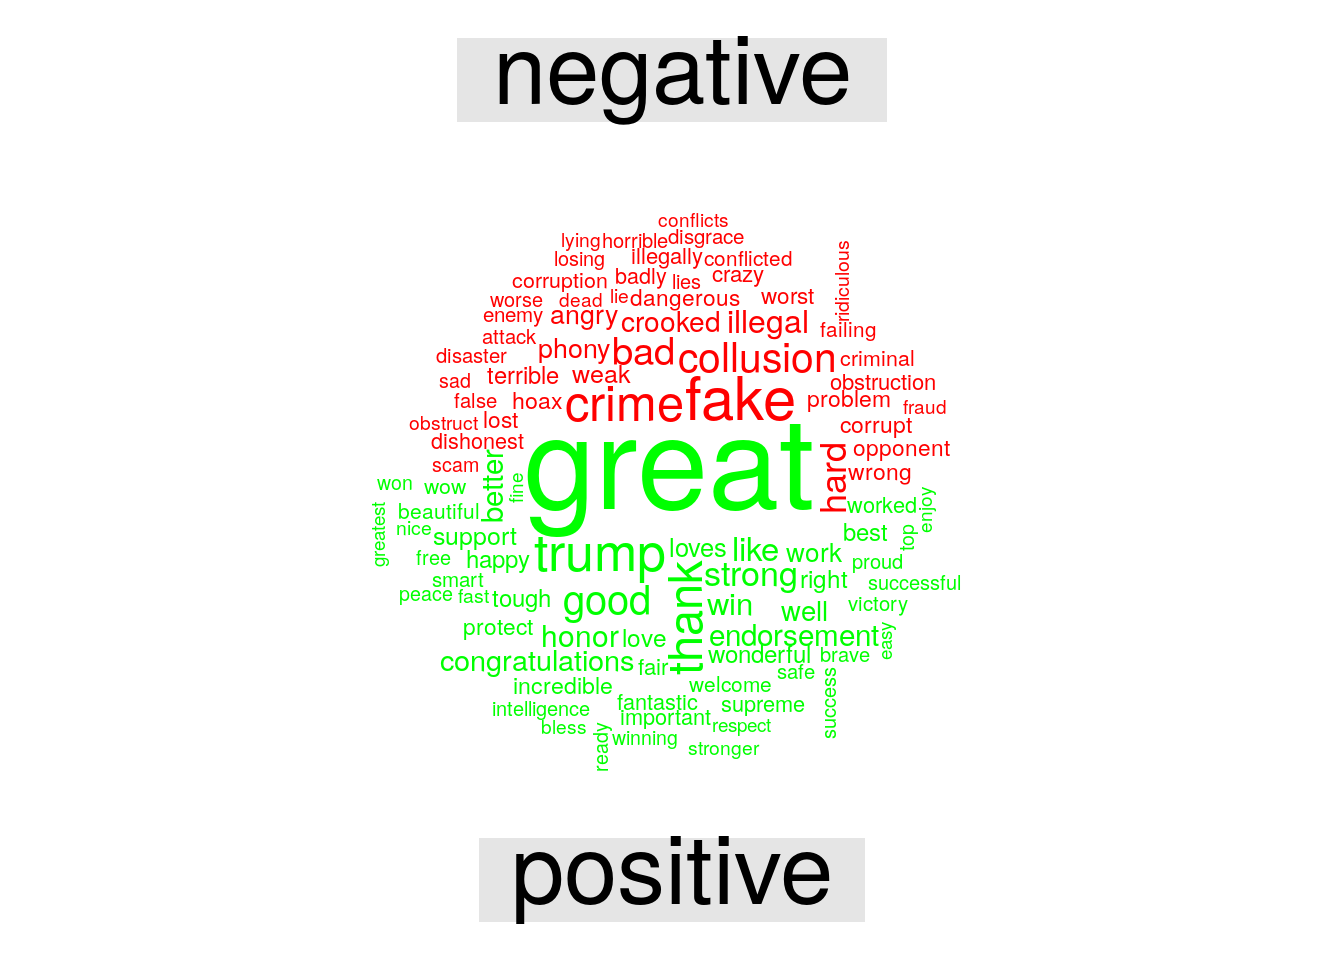 negative
conflicts
lying horrible disgrace
losing illegally conflicted
corruption badly lies crazy ridiculous
worse dead lie dangerous worst
enemy angry crooked illegal failing
attack phony bad collusion criminal
disaster terrible weak obstruction
sad false hoax crime fake problem fraud
obstruct lost corrupt
dishonest great hard opponent
scam better fine wrong
won wow worked enjoy
greatest beautiful
nice support trump loves like work best top
free happy strong right proud
smart successful
peace fast tough good thank win well victory
protect honor love endorsement easy
congratulations fair wonderful brave
incredible welcome safe success
intelligence fantastic supreme
bless important respect
ready winning stronger
positive